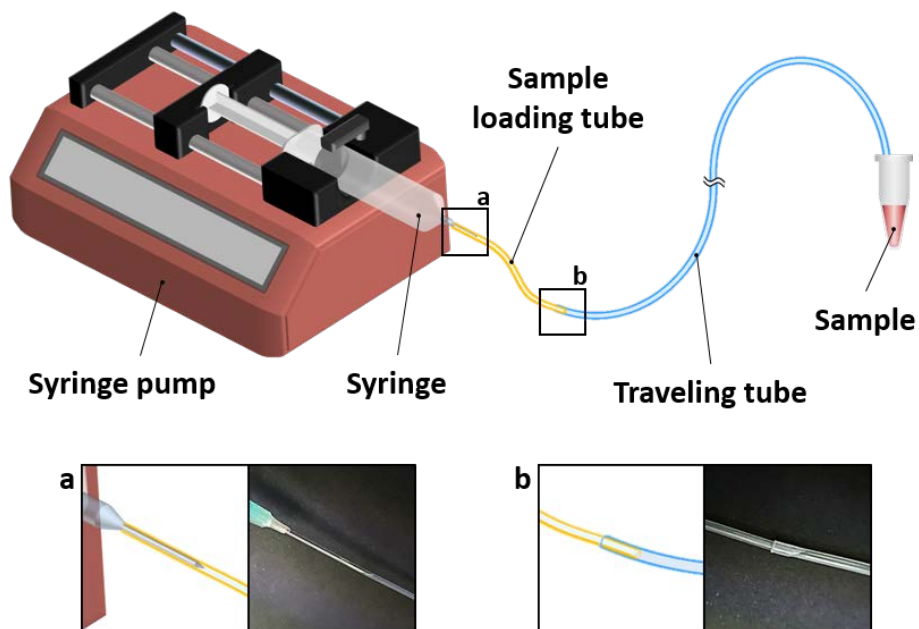 Sample
loading tube
a
b
Sample
Syringe pump
Syringe
Traveling tube
a
b